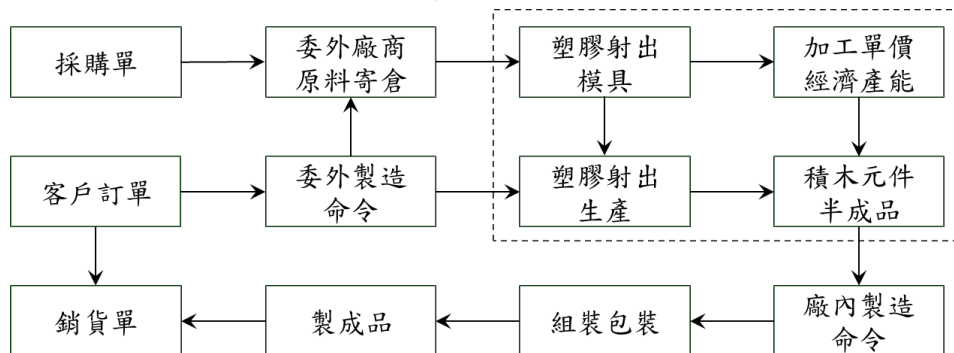 採購單
委外廠商
原料寄倉
塑膠射出
模具
加工單價
經濟產能
客戶訂單
委外製造
命令
塑膠射出
生產
積木元件
半成品
銷貨單
製成品
組裝包裝
廠內製造
命令